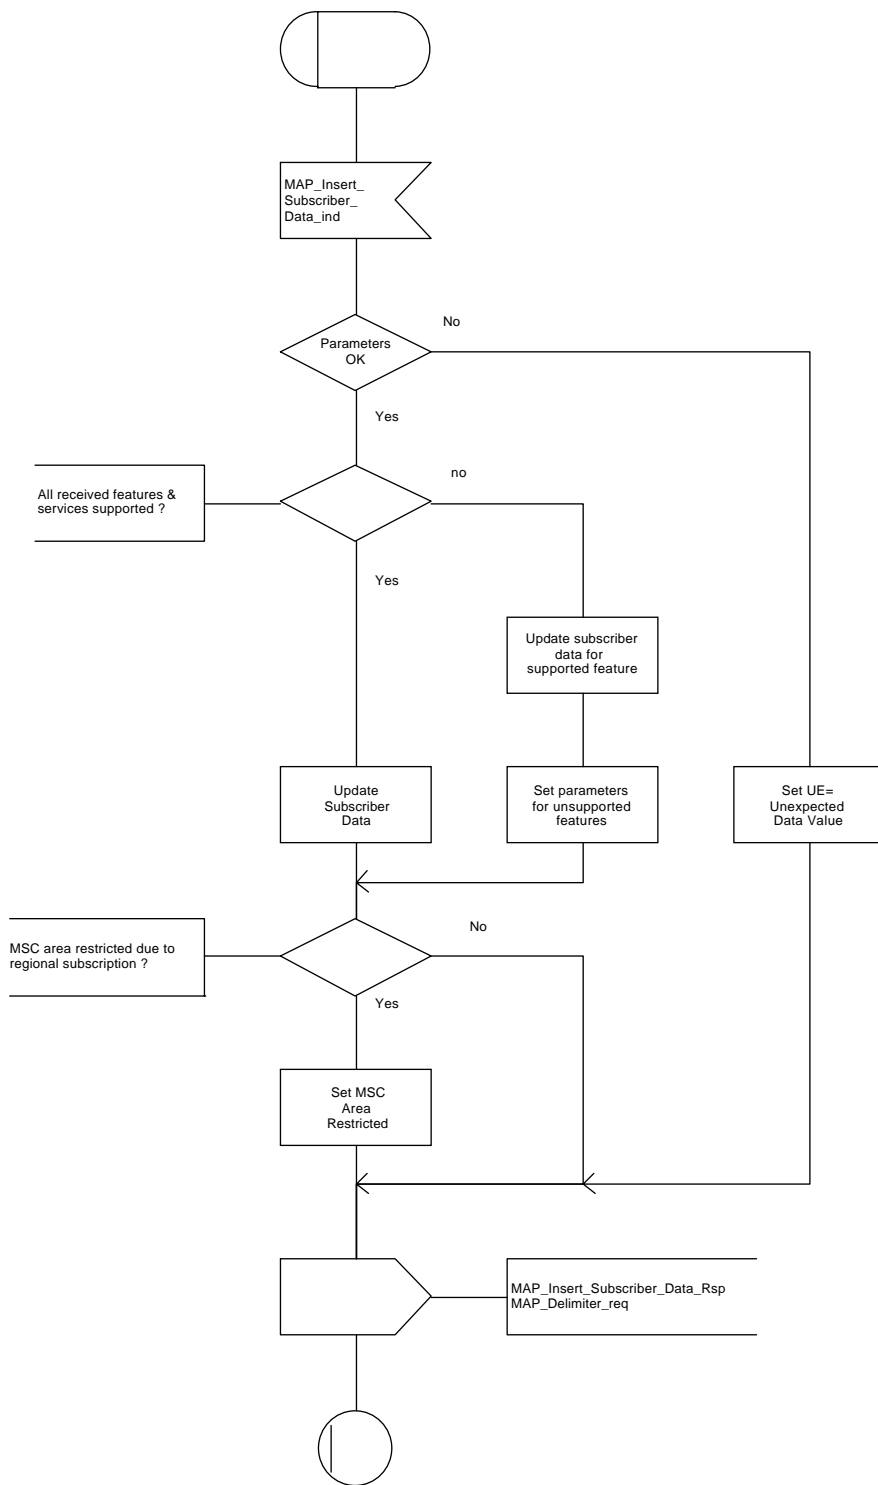 MAP_Insert_
Subscriber_
Data_ind
No
Parameters
OK
Yes
no
All received features &
services supported ?
Yes
Update subscriber
data for
supported feature
Update
Subscriber
Data
Set parameters
for unsupported
features
Set UE=
Unexpected
Data Value
No
MSC area restricted due to
regional subscription ?
Yes
Set MSC
Area
Restricted
MAP_Insert_Subscriber_Data_Rsp
MAP_Delimiter_req